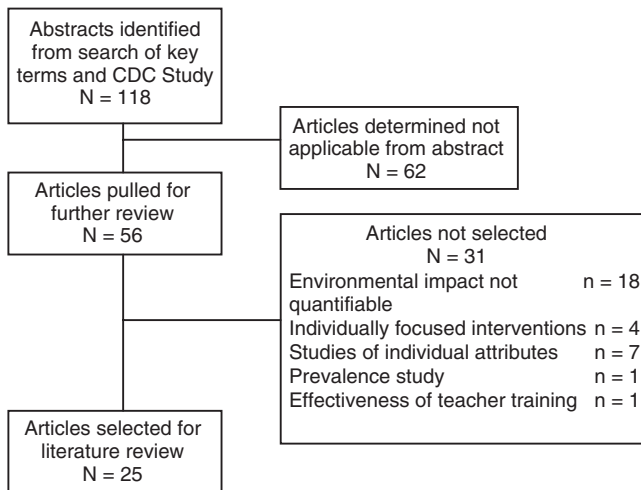 Abstracts identified
from search of key
terms and CDC Study
N = 118
Articles determined not
applicable from abstract
N = 62
Articles pulled for
further review
N = 56
Articles not selected
N = 31
Environmental impact not n = 18
quantifiable
Individually focused interventions n = 4
Studies of individual attributes n = 7
Prevalence study n = 1
Effectiveness of teacher training n = 1
Articles selected for
literature review
N = 25